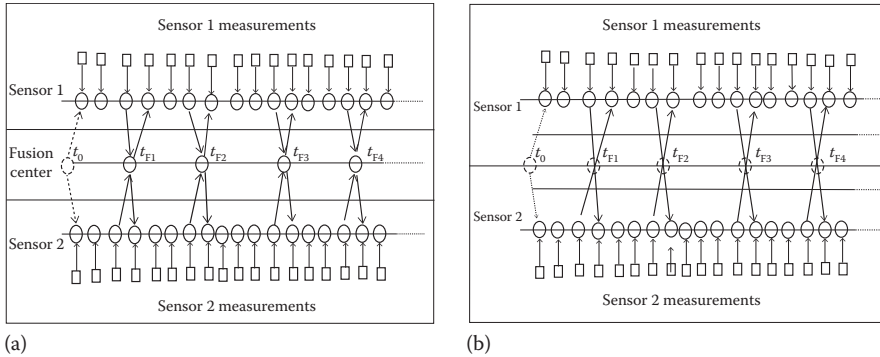 Sensor 1 measurements
Sensor 1
Fusion
center
t0
tF1
tF2
tF3
tF4
Sensor 2
Sensor 2 measurements
(a)
Sensor 1 measurements
Sensor 1
t0
tF1
tF2
tF3
tF4
Sensor 2
Sensor 2 measurements
(b)